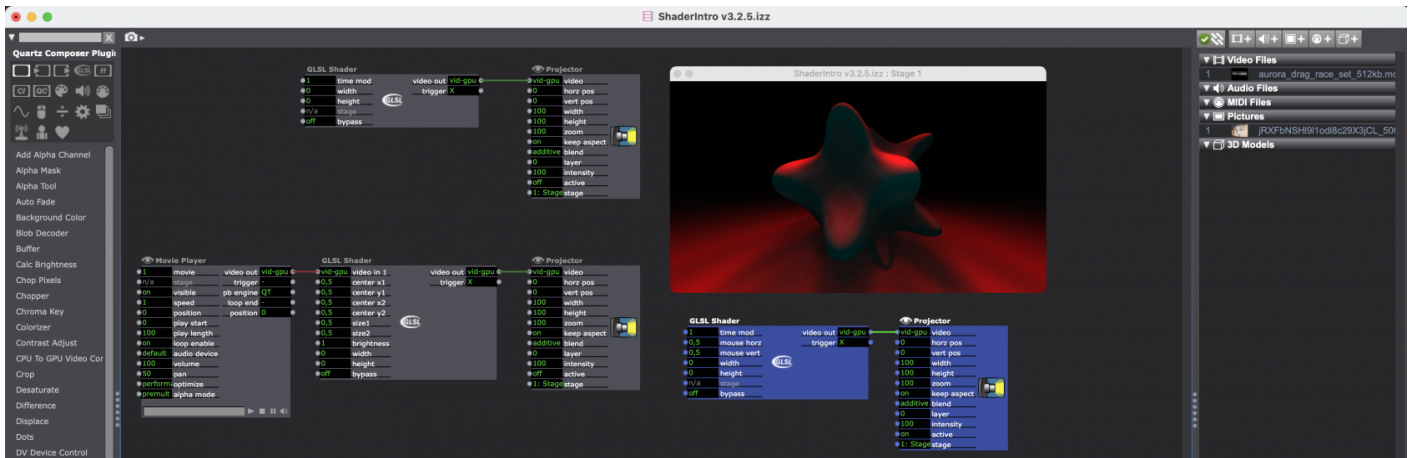 ShaderIntro v3.2.5.izz
Quartz Composer Plugi
GLSL
ff
CI
QC
Add Alpha Channel
Alpha Mask
Alpha Tool
Auto Fade
Background Color
Blob Decoder
Buffer
Calc Brightness
Chop Pixels
Chopper
Chroma Key
Colorizer
Contrast Adjust
CPU To GPU Video Cor
Crop
Desaturate
Difference
Displace
Dots
DV Device Control
GLSL Shader
1 time mod video out vid-gpu
0 width trigger X
0 height
n/a stage
off bypass
GLSL
Projector
vid-gpu video
0 horz pos
0 vert pos
100 width
100 height
100 zoom
on keep aspect
additive blend
0 layer
100 intensity
off active
1: Stage stage
ShaderIntro v3.2.5.izz : Stage 1
Movie Player
1 movie video out vid-gpu
n/a stage trigger -
on visible pb engine QT
1 speed loop end -
0 position position 0
0 play start
100 play length
on loop enable
default audio device
100 volume
50 pan
performa optimize
premult alpha mode
GLSL Shader
vid-gpu video in 1 video out vid-gpu
0,5 center x1 trigger X
0,5 center y1
0,5 center x2
0,5 center y2
0,5 size1
0,5 size2
1 brightness
0 width
0 height
off bypass
GLSL
Projector
vid-gpu video
0 horz pos
0 vert pos
100 width
100 height
100 zoom
on keep aspect
additive blend
0 layer
100 intensity
off active
1: Stage stage
GLSL Shader
1 time mod video out vid-gpu
0,5 mouse horz trigger X
0,5 mouse vert
0 width
0 height
n/a stage
off bypass
GLSL
Projector
vid-gpu video
0 horz pos
0 vert pos
100 width
100 height
100 zoom
on keep aspect
additive blend
0 layer
100 intensity
on active
1: Stage stage
Video Files
1 aurora_drag_race_set_512kb.mo
Audio Files
MIDI Files
Pictures
1
3D Models